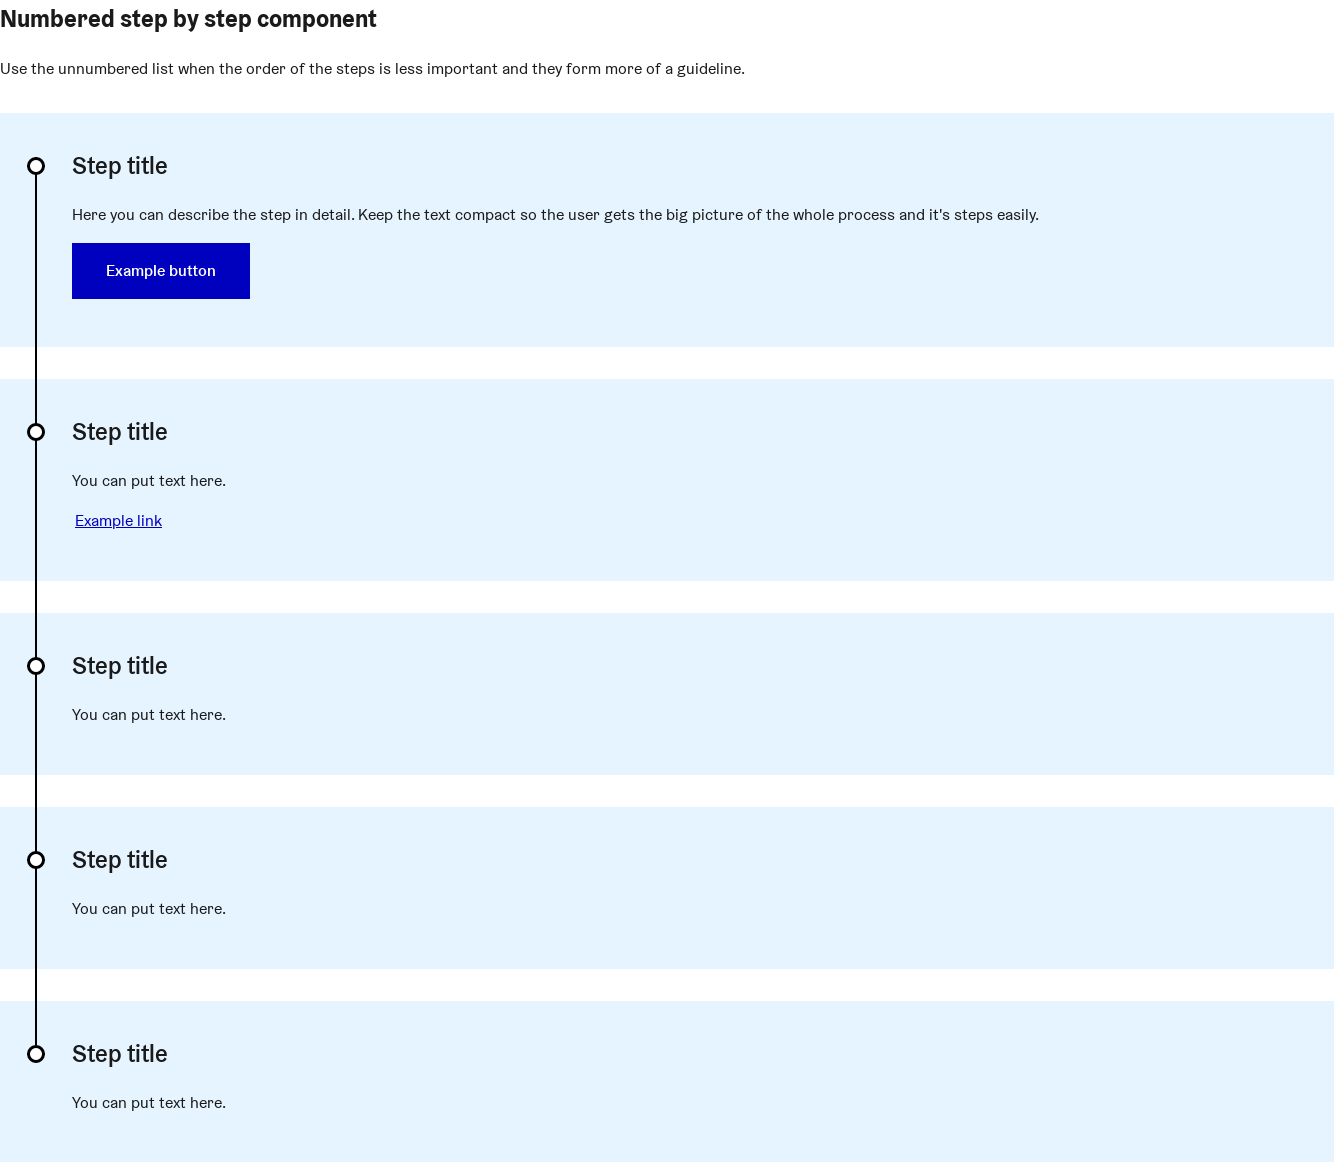 Numbered step by step component
Use the unnumbered list when the order of the steps is less important and they form more of a guideline.
Step title
Here you can describe the step in detail. Keep the text compact so the user gets the big picture of the whole process and it's steps easily.
Example button
Step title
You can put text here.
Example link
Step title
You can put text here.
Step title
You can put text here.
Step title
You can put text here.